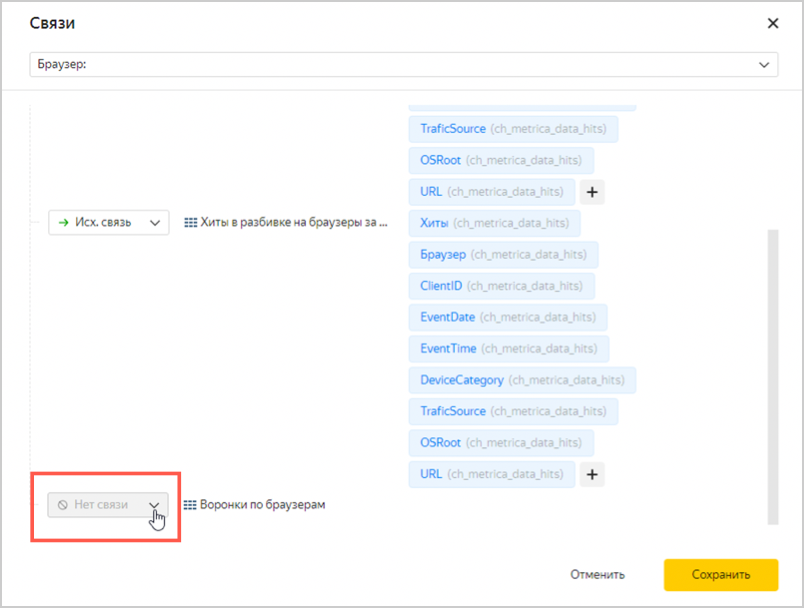 Связи
Браузер:
TraficSource (ch_metrica_data_hits)
OSRoot (ch_metrica_data_hits)
URL (ch_metrica_data_hits)
Исх. связь
Хиты в разбивке на браузеры за ...
Хиты (ch_metrica_data_hits)
Браузер (ch_metrica_data_hits)
ClientID (ch_metrica_data_hits)
EventDate (ch_metrica_data_hits)
EventTime (ch_metrica_data_hits)
DeviceCategory (ch_metrica_data_hits)
TraficSource (ch_metrica_data_hits)
OSRoot (ch_metrica_data_hits)
URL (ch_metrica_data_hits)
Нет связи
Воронки по браузерам
Отменить
Сохранить